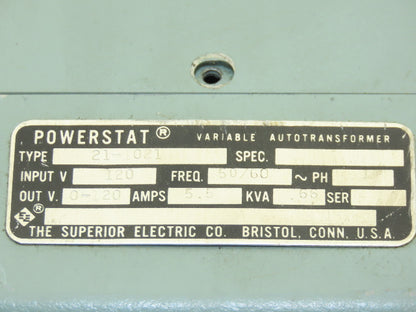 POWERSTAT ® VARIABLE AUTOTRANSFORMER
TYPE 21-1021 SPEC.
INPUT V 120 FREQ. 50/60 ~ PH 1
OUT V. 0-120 AMPS 5.5 KVA .66 SER
®
THE SUPERIOR ELECTRIC CO. BRISTOL, CONN. U.S.A.